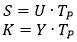 S = U · T_P
K = Y · T_P